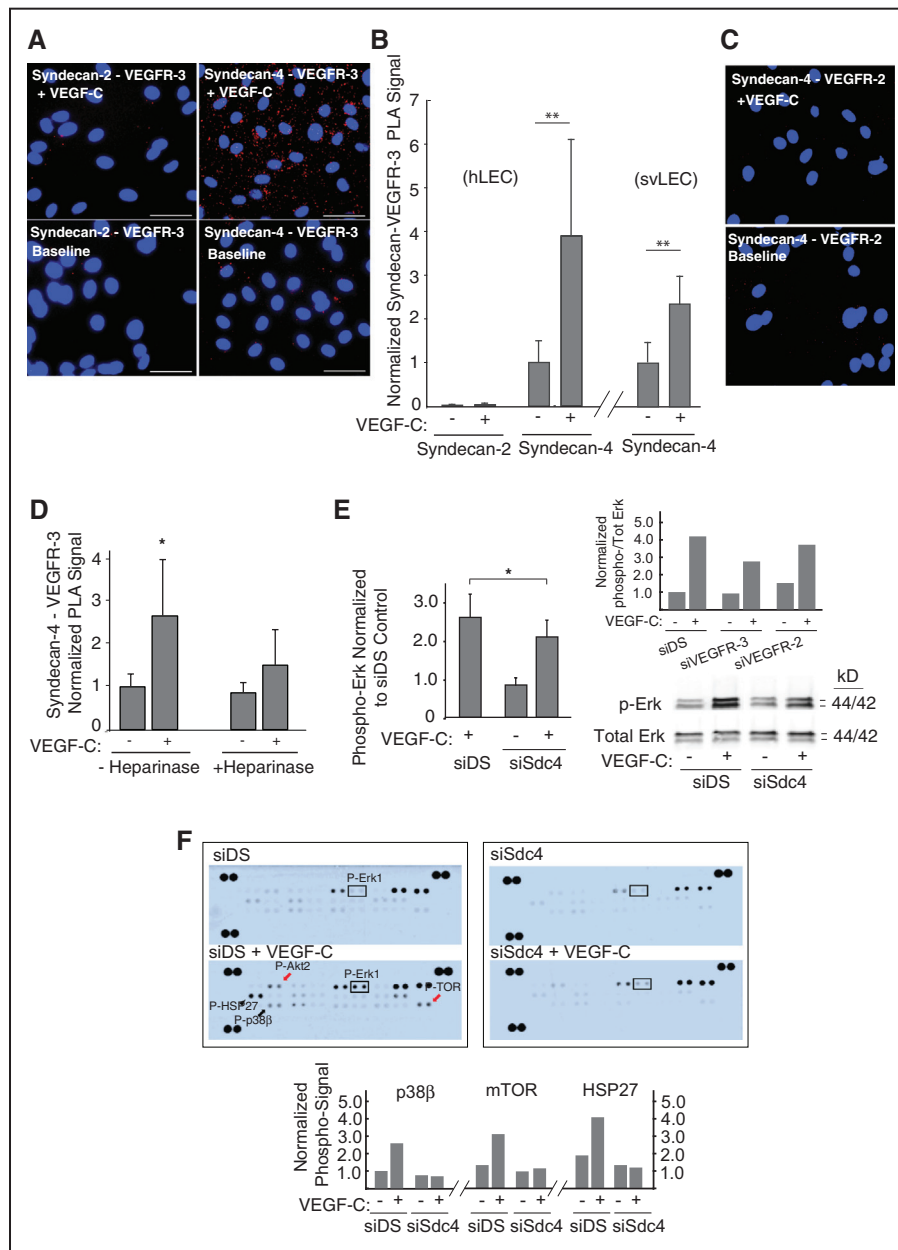 A
Syndecan-2 - VEGFR-3
+ VEGF-C
Syndecan-4 - VEGFR-3
+ VEGF-C
Syndecan-2 - VEGFR-3
Baseline
Syndecan-4 - VEGFR-3
Baseline
B
Normalized Syndecan-VEGFR-3 PLA Signal
7
6
5
4
3
2
1
0
**
**
(hLEC)
(svLEC)
VEGF-C: - + - + - +
Syndecan-2 Syndecan-4 Syndecan-4
C
Syndecan-4 - VEGFR-2
+VEGF-C
Syndecan-4 - VEGFR-2
Baseline
D
Syndecan-4 - VEGFR-3
Normalized PLA Signal
4
2
1
0
*
VEGF-C: - + - +
- Heparinase +Heparinase
E
Phospho-Erk Normalized
to siDS Control
3.0
2.0
1.0
0
*
VEGF-C: + - +
siDS siSdc4
Normalized
phospho-/Tot Erk
5.0
4.0
3.0
2.0
1.0
VEGF-C: - + - + - +
siDS siVEGFR-3 siVEGFR-2
kD
p-Erk 44/42
Total Erk 44/42
VEGF-C: - + - +
siDS siSdc4
F
siDS
P-Erk1
siDS + VEGF-C
P-Akt2
P-Erk1
P-TOR
P-HSP27
P-p38β
siSdc4
siSdc4 + VEGF-C
Normalized
Phospho-Signal
p38β mTOR HSP27
5.0 5.0
4.0 4.0
3.0 3.0
2.0 2.0
1.0 1.0
VEGF-C: - + - + - + - + - + - +
siDS siSdc4 siDS siSdc4 siDS siSdc4